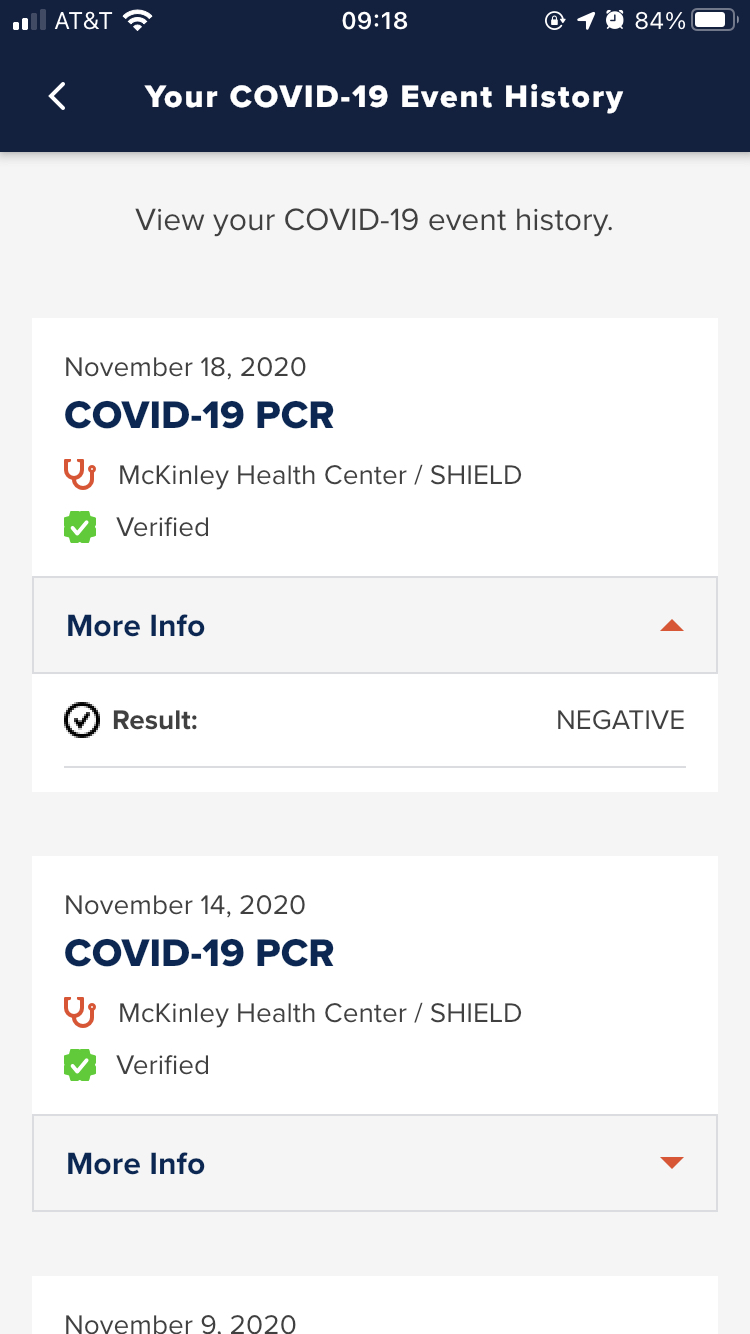 AT&T 09:18 84%
Your COVID-19 Event History
View your COVID-19 event history.
November 18, 2020
COVID-19 PCR
McKinley Health Center / SHIELD
Verified
More Info
Result: NEGATIVE
November 14, 2020
COVID-19 PCR
McKinley Health Center / SHIELD
Verified
More Info
November 9, 2020